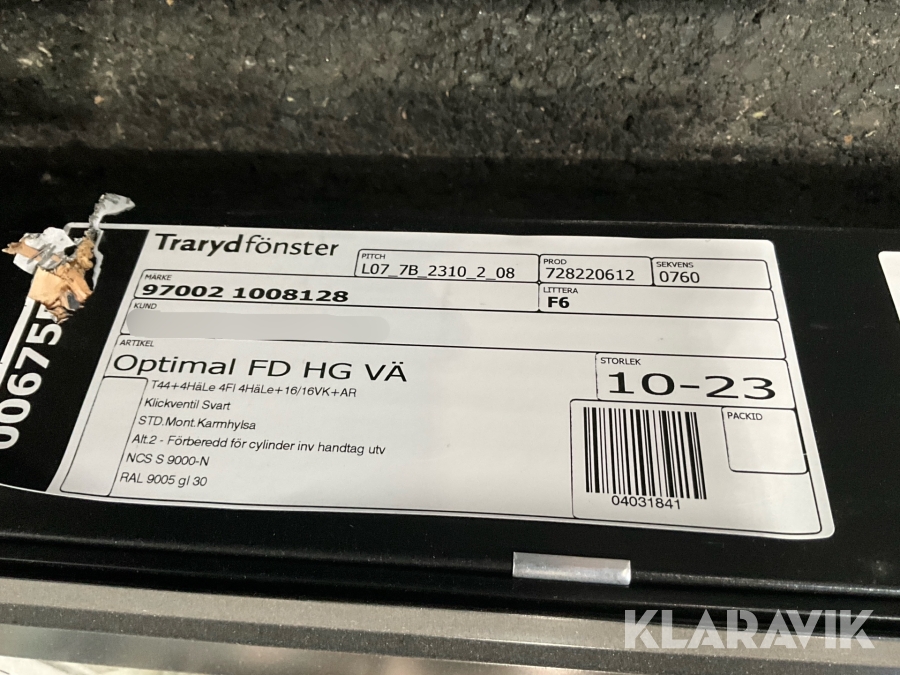 Tarydfönster
PITCH
L07_7B_2310_2_08
PROD
728220612
SEKVENS
0760
MÄRKE
97002 1008128
LITTERA
F6
KUND
ARTIKEL
Optimal FD HG VÄ
STORLEK
10-23
T44+4HäLe 4Fl 4HäLe+16/16VK+AR
Klickventil Svart
STD.Mont.Karmhylsa
Alt.2 - Förberedd för cylinder inv handtag utv
NCS S 9000-N
RAL 9005 gl 30
PACKID
04031841
KLARAVIK